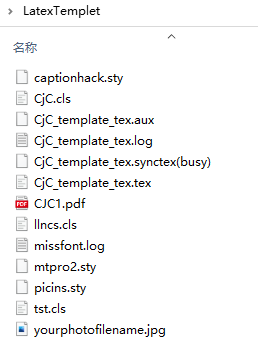 LatexTemplet
名称
captionhack.sty
CjC.cls
CjC_template_tex.aux
CjC_template_tex.log
CjC_template_tex.synctex(busy)
CjC_template_tex.tex
CJC1.pdf
llncs.cls
missfont.log
mtpro2.sty
picins.sty
tst.cls
yourphotofilename.jpg